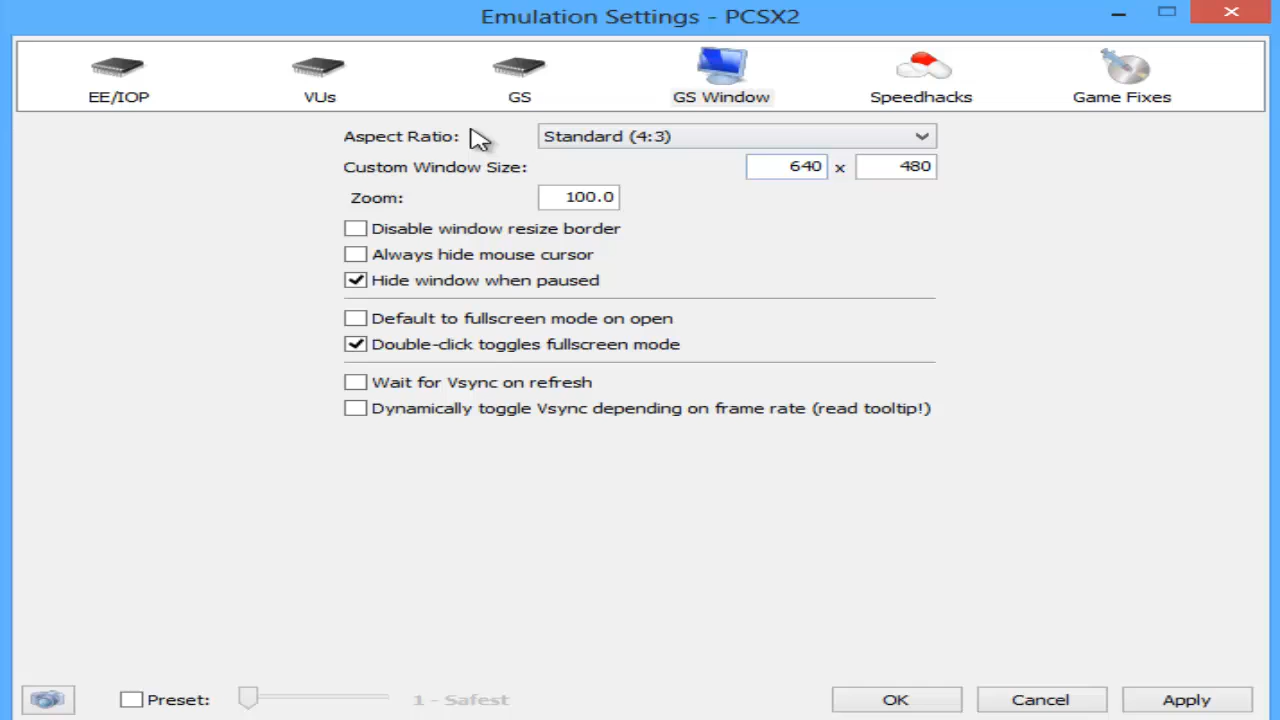 Emulation Settings - PCSX2
EE/IOP
VUs
GS
GS Window
Speedhacks
Game Fixes
Aspect Ratio: Standard (4:3)
Custom Window Size: 640 x 480
Zoom: 100.0
Disable window resize border
Always hide mouse cursor
Hide window when paused
Default to fullscreen mode on open
Double-click toggles fullscreen mode
Wait for Vsync on refresh
Dynamically toggle Vsync depending on frame rate (read tooltip!)
Preset: 1 - Safest
OK
Cancel
Apply